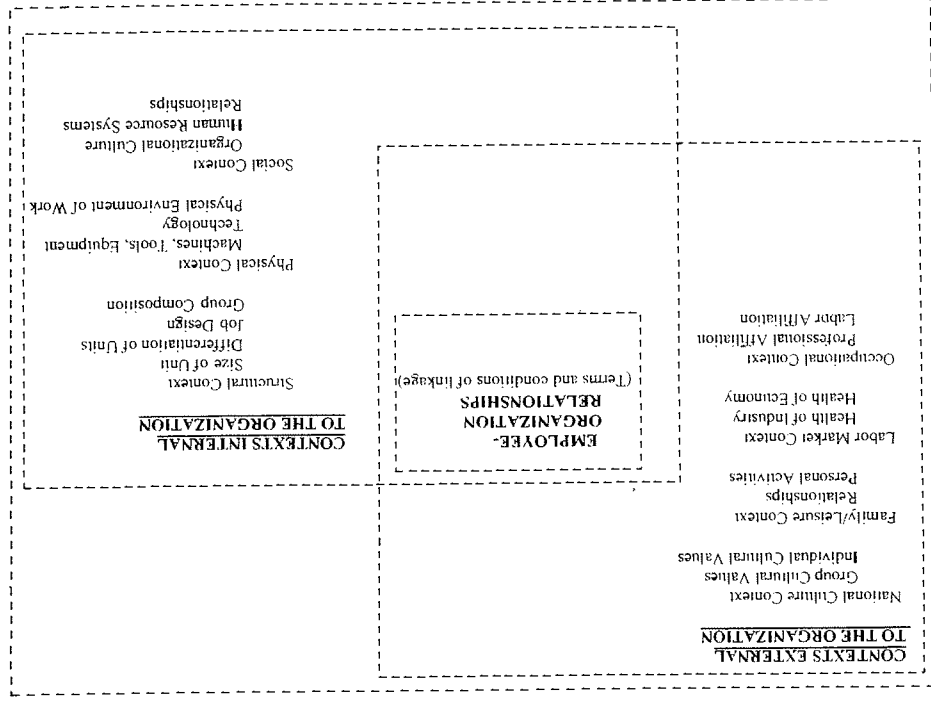 CONTEXTS EXTERNAL
TO THE ORGANIZATION
National Culture Context
Group Cultural Values
Individual Cultural Values
Family/Leisure Context
Relationships
Personal Activities
Labor Market Context
Health of Industry
Health of Economy
Occupational Context
Professional Affiliation
Labor Affiliation
EMPLOYEE-
ORGANIZATION
RELATIONSHIPS
(Terms and conditions of linkage)
CONTEXTS INTERNAL
TO THE ORGANIZATION
Structural Context
Size of Unit
Differentiation of Units
Job Design
Group Composition
Physical Context
Machines, Tools, Equipment
Technology
Physical Environment of Work
Social Context
Organizational Culture
Human Resource Systems
Relationships